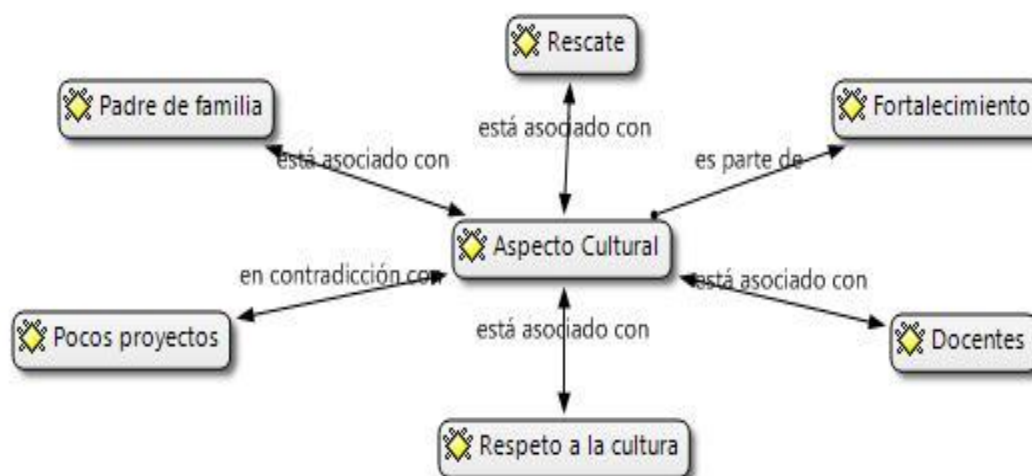 Rescate
Padre de familia
Fortalecimiento
está asociado con
está asociado con
es parte de
Aspecto Cultural
en contradicción con
está asociado con
está asociado con
Pocos proyectos
Docentes
Respeto a la cultura